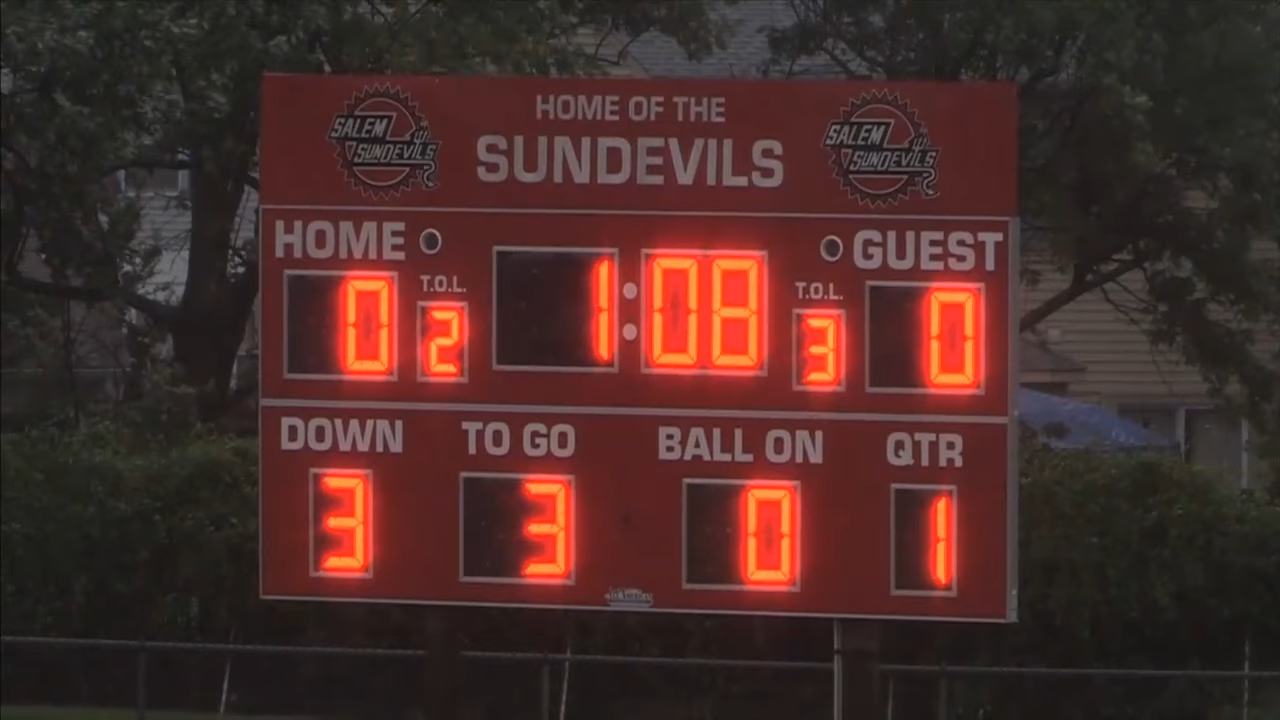 HOME OF THE
SUNDEVILS
SALEM
SUNDEVILS
SALEM
SUNDEVILS
HOME
GUEST
T.O.L.
T.O.L.
0
2
1:08
3
0
DOWN
TO GO
BALL ON
QTR
3
3
0
1